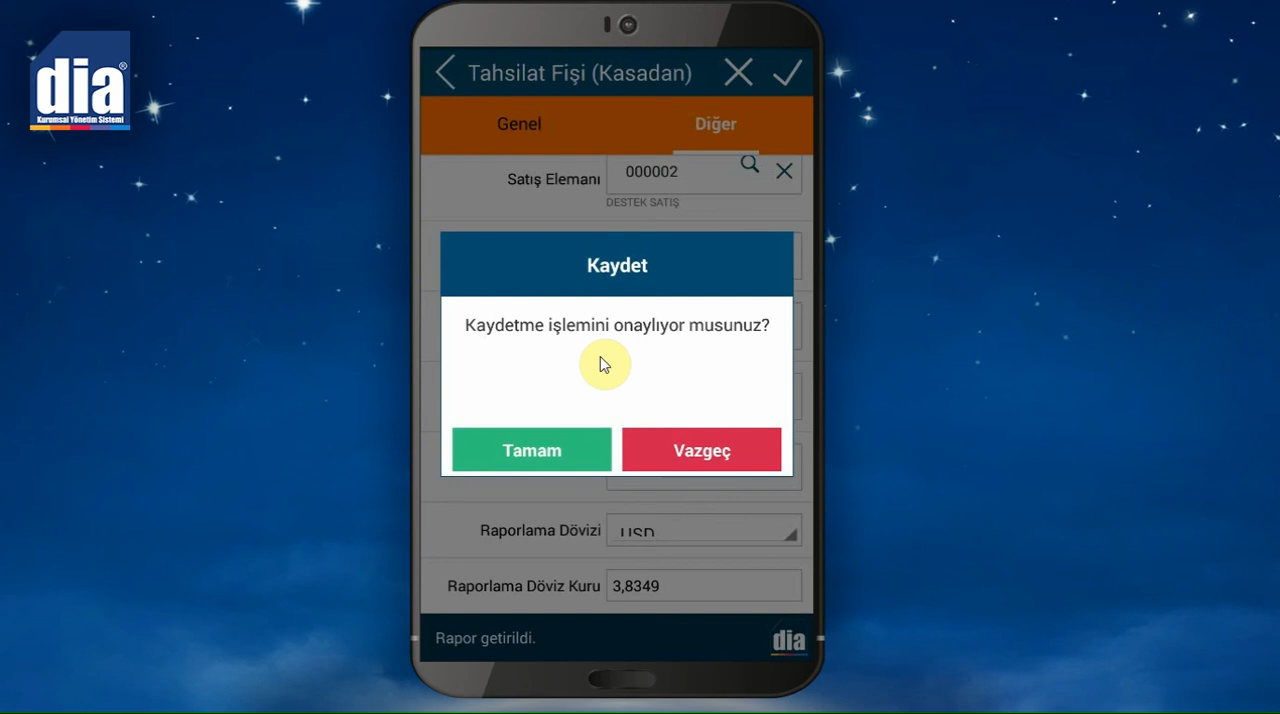 dia®
Kurumsal Yönetim Sistemi
Tahsilat Fişi (Kasadan)
Genel
Diğer
Satış Elemanı
000002
DESTEK SATIŞ
Kaydet
Kaydetme işlemini onaylıyor musunuz?
Tamam
Vazgeç
Raporlama Dövizi
USD
Raporlama Döviz Kuru
3,8349
Rapor getirildi.
dia